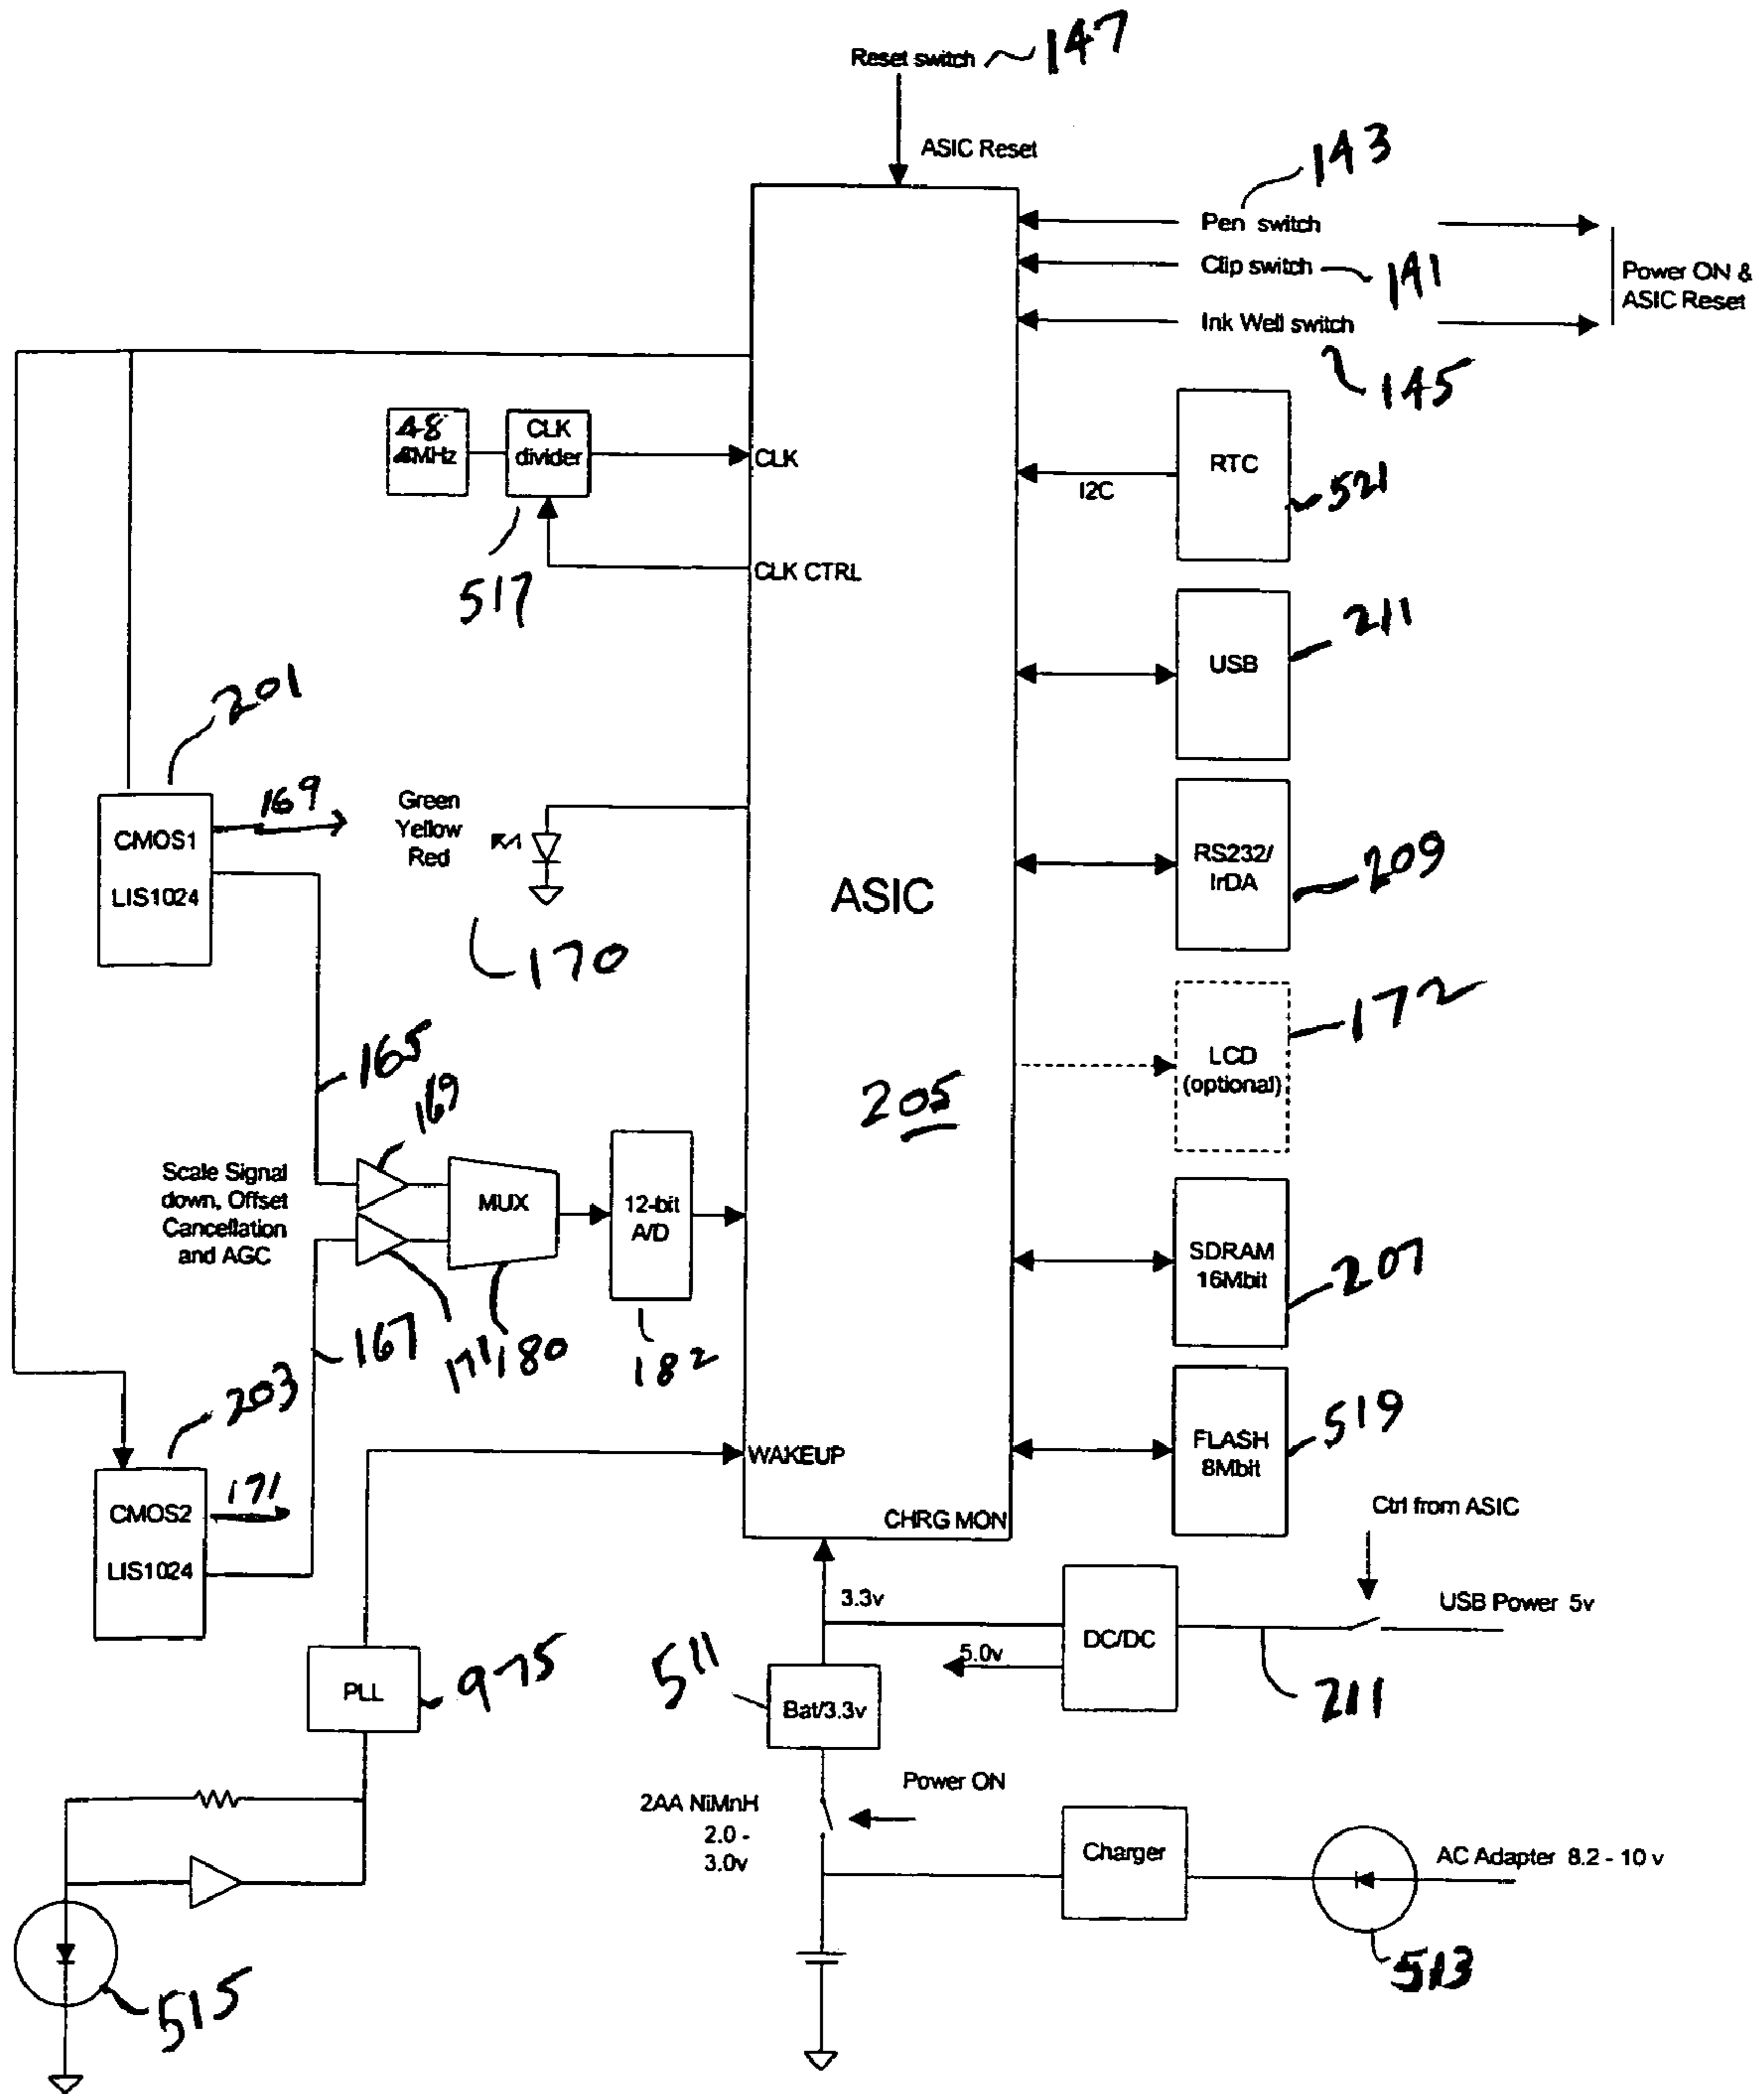 Reset switch 147
ASIC Reset
143
Pen switch
Clip switch 141
Ink Well switch
145
Power ON &
ASIC Reset
48
MHz
CLK
divider
CLK
517
CLK CTRL
RTC
I2C
521
USB
211
201
CMOS1
LIS1024
169
Green
Yellow
Red
170
ASIC
205
RS232/
IrDA
209
LCD
(optional)
172
165
169
Scale Signal
down, Offset
Cancellation
and AGC
MUX
12-bit
A/D
167
171
180
182
SDRAM
16Mbit
207
203
CMOS2
LIS1024
171
WAKEUP
CHRG MON
FLASH
8Mbit
519
Ctrl from ASIC
3.3v
5.0v
DC/DC
USB Power 5v
211
PLL
975
511
Bat/3.3v
Power ON
2AA NiMnH
2.0 -
3.0v
Charger
AC Adapter 8.2 - 10 v
513
515